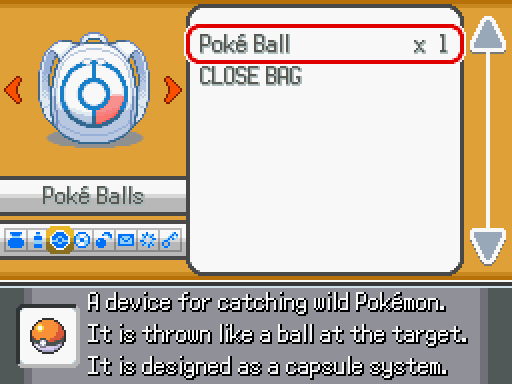 Poké Ball x 1
CLOSE BAG
Poké Balls
A device for catching wild Pokémon.
It is thrown like a ball at the target.
It is designed as a capsule system.